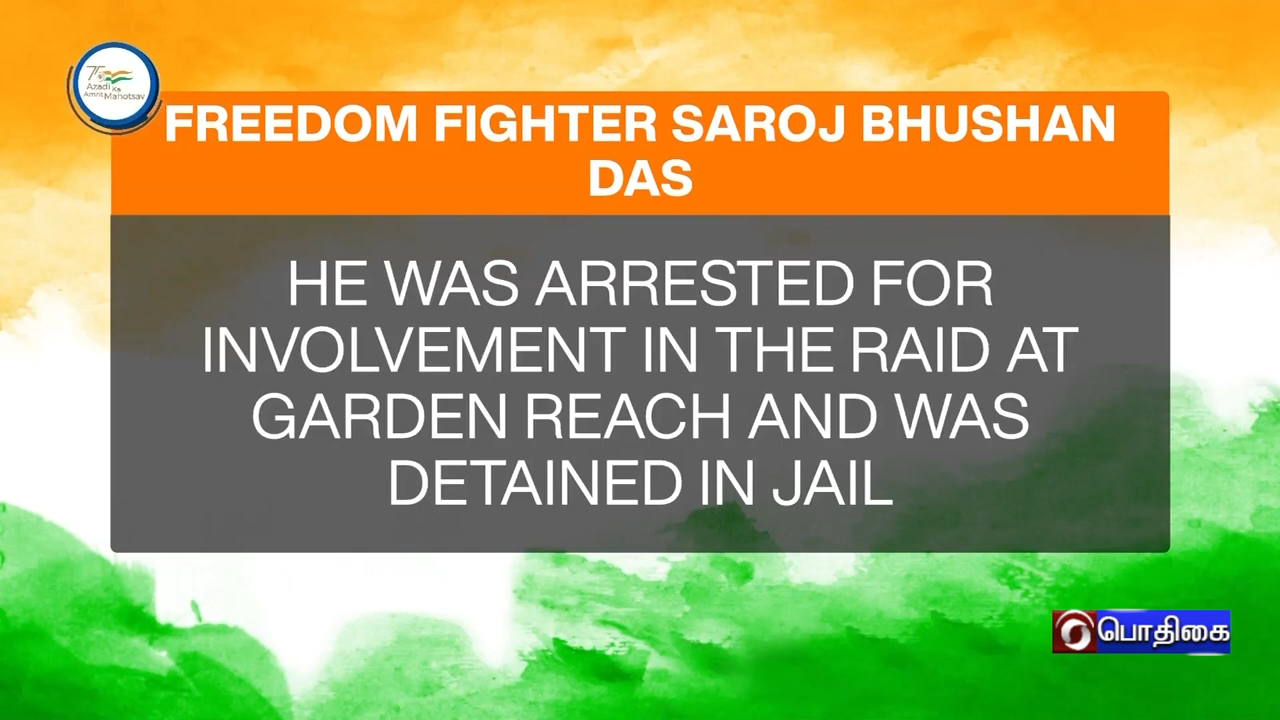 75
Azadi Ka
Amrit Mahotsav
FREEDOM FIGHTER SAROJ BHUSHAN
DAS
HE WAS ARRESTED FOR
INVOLVEMENT IN THE RAID AT
GARDEN REACH AND WAS
DETAINED IN JAIL
பொதிகை